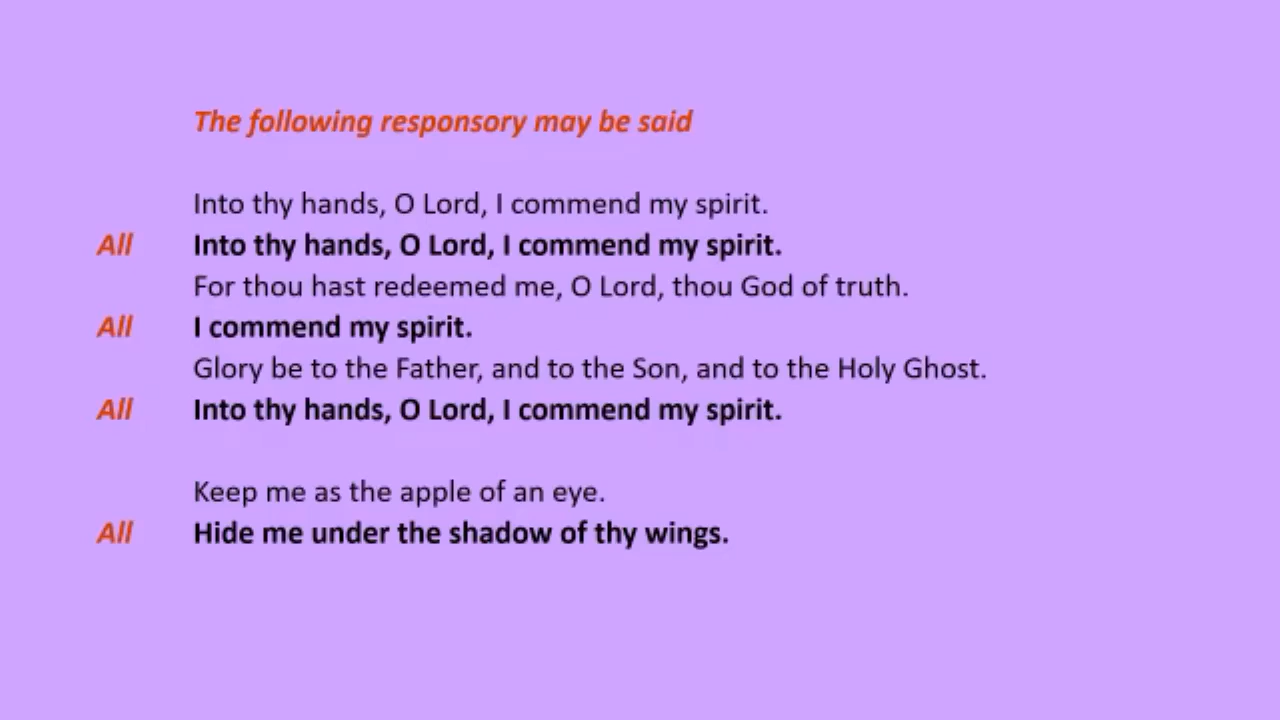 The following responsory may be said
Into thy hands, O Lord, I commend my spirit.
All Into thy hands, O Lord, I commend my spirit.
For thou hast redeemed me, O Lord, thou God of truth.
All I commend my spirit.
Glory be to the Father, and to the Son, and to the Holy Ghost.
All Into thy hands, O Lord, I commend my spirit.
Keep me as the apple of an eye.
All Hide me under the shadow of thy wings.